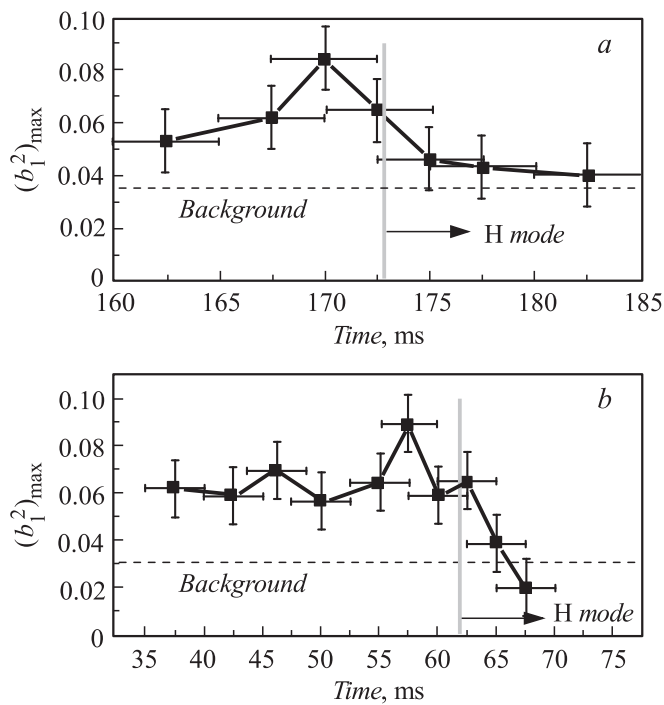 0.10
a
0.08
0.06
0.04
0.02
0
(b₁²)max
Background
H mode
160 165 170 175 180 185
Time, ms
b
0.10
0.08
0.06
0.04
0.02
0
(b₁²)max
Background
H mode
35 40 45 50 55 60 65 70 75
Time, ms